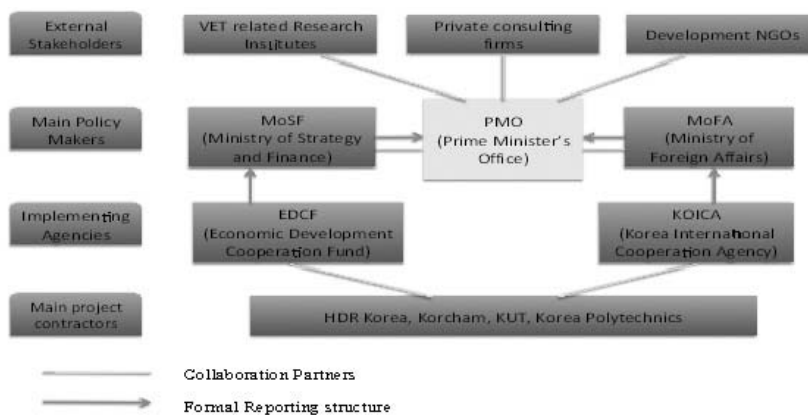 External
Stakeholders
VET related Research
Institutes
Private consulting
firms
Development NGOs
Main Policy
Makers
MoSF
(Ministry of Strategy
and Finance)
PMO
(Prime Minister's
Office)
MoFA
(Ministry of
Foreign Affairs)
Implementing
Agencies
EDCF
(Economic Development
Cooperation Fund)
KOICA
(Korea International
Cooperation Agency)
Main project
contractors
HDR Korea, Korcham, KUT, Korea Polytechnics
Collaboration Partners
Formal Reporting structure